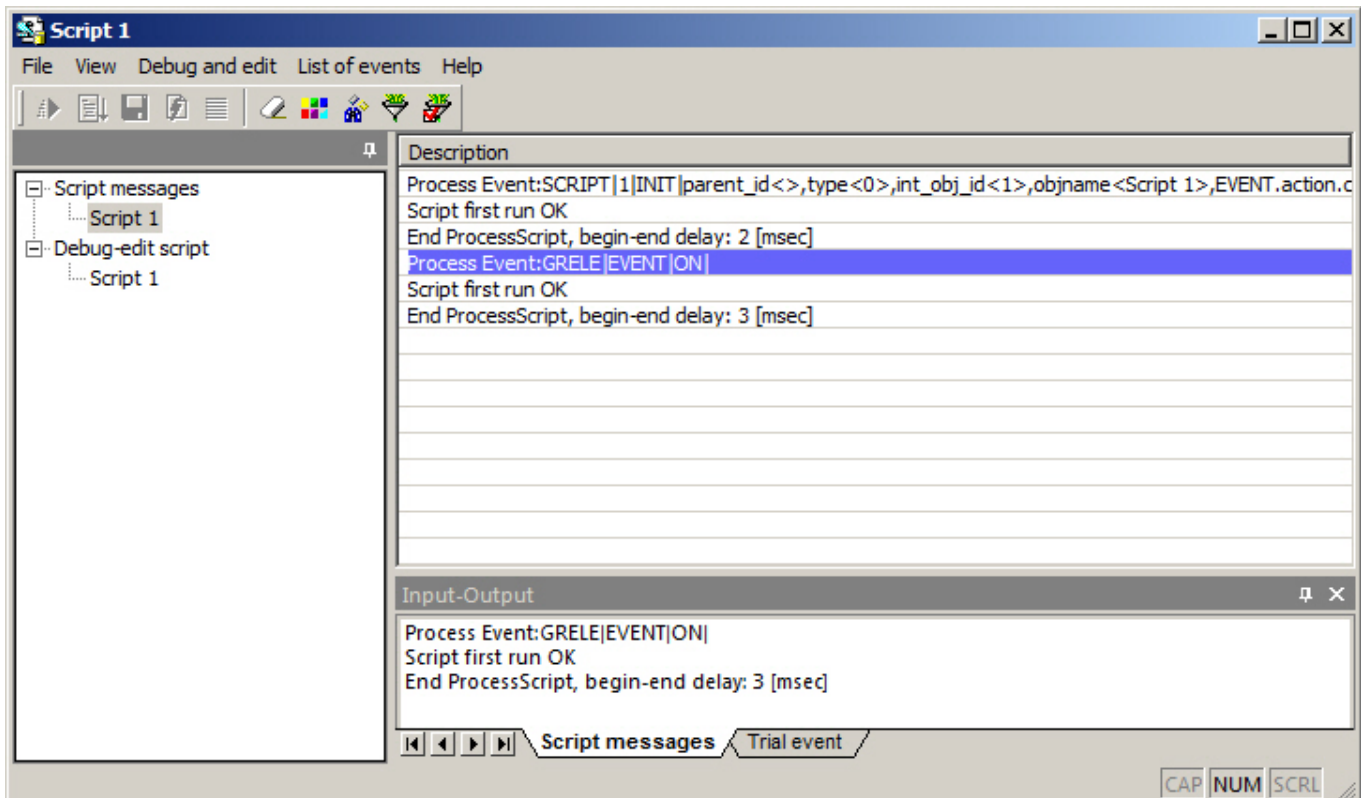 Script 1
File View Debug and edit List of events Help
Description
Script messages
Script 1
Debug-edit script
Script 1
Process Event:SCRIPT|1|INIT|parent_id<>,type<0>,int_obj_id<1>,objname<Script 1>,EVENT.action.c
Script first run OK
End ProcessScript, begin-end delay: 2 [msec]
Process Event:GRELE|EVENT|ON|
Script first run OK
End ProcessScript, begin-end delay: 3 [msec]
Input-Output
Process Event:GRELE|EVENT|ON|
Script first run OK
End ProcessScript, begin-end delay: 3 [msec]
Script messages Trial event
CAP NUM SCRL